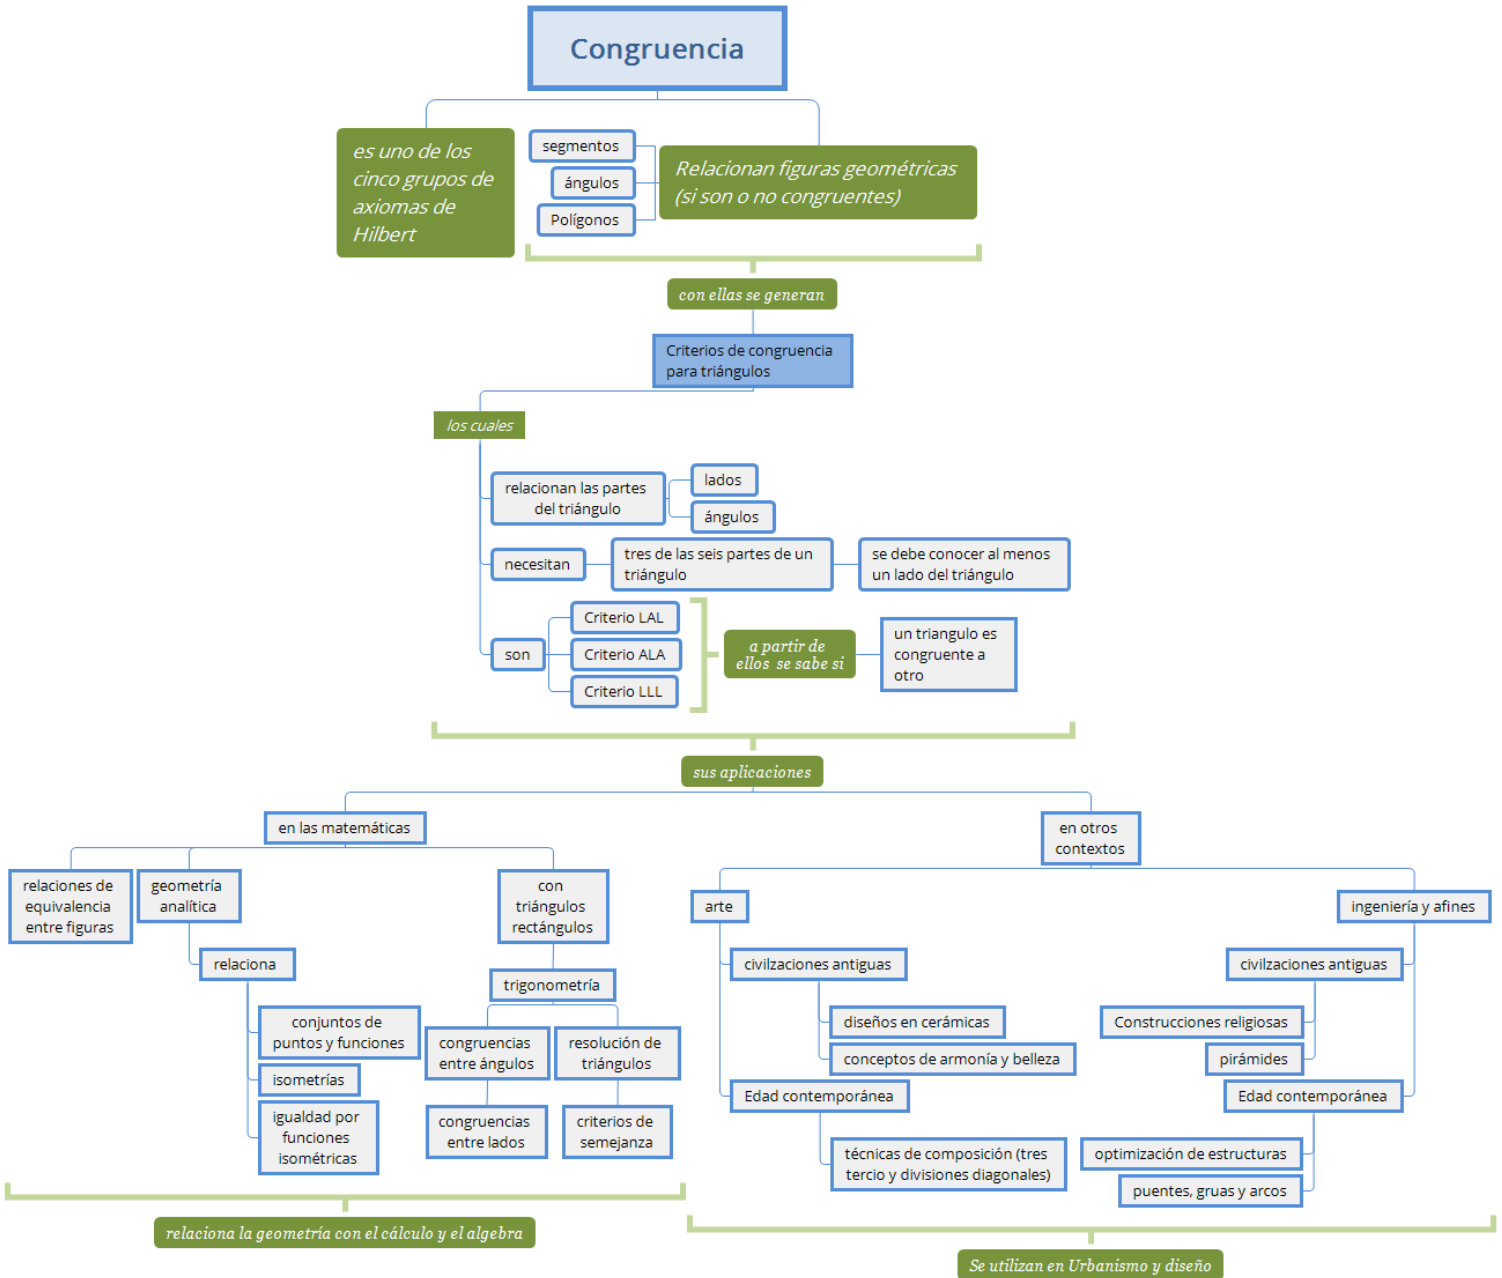 Congruencia
es uno de los
cinco grupos de
axiomas de
Hilbert
segmentos
ángulos
Polígonos
Relacionan figuras geométricas
(si son o no congruentes)
con ellas se generan
Criterios de congruencia
para triángulos
los cuales
relacionan las partes
del triángulo
lados
ángulos
necesitan
tres de las seis partes de un
triángulo
se debe conocer al menos
un lado del triángulo
son
Criterio LAL
Criterio ALA
Criterio LLL
a partir de
ellos se sabe si
un triangulo es
congruente a
otro
sus aplicaciones
en las matemáticas
relaciones de
equivalencia
entre figuras
geometría
analítica
relaciona
conjuntos de
puntos y funciones
isometrías
igualdad por
funciones
isométricas
con
triángulos
rectángulos
trigonometría
congruencias
entre ángulos
congruencias
entre lados
resolución de
triángulos
criterios de
semejanza
relaciona la geometría con el cálculo y el algebra
en otros
contextos
arte
civilzaciones antiguas
diseños en cerámicas
conceptos de armonía y belleza
Edad contemporánea
técnicas de composición (tres
tercio y divisiones diagonales)
ingeniería y afines
civilzaciones antiguas
Construcciones religiosas
pirámides
Edad contemporánea
optimización de estructuras
puentes, gruas y arcos
Se utilizan en Urbanismo y diseño